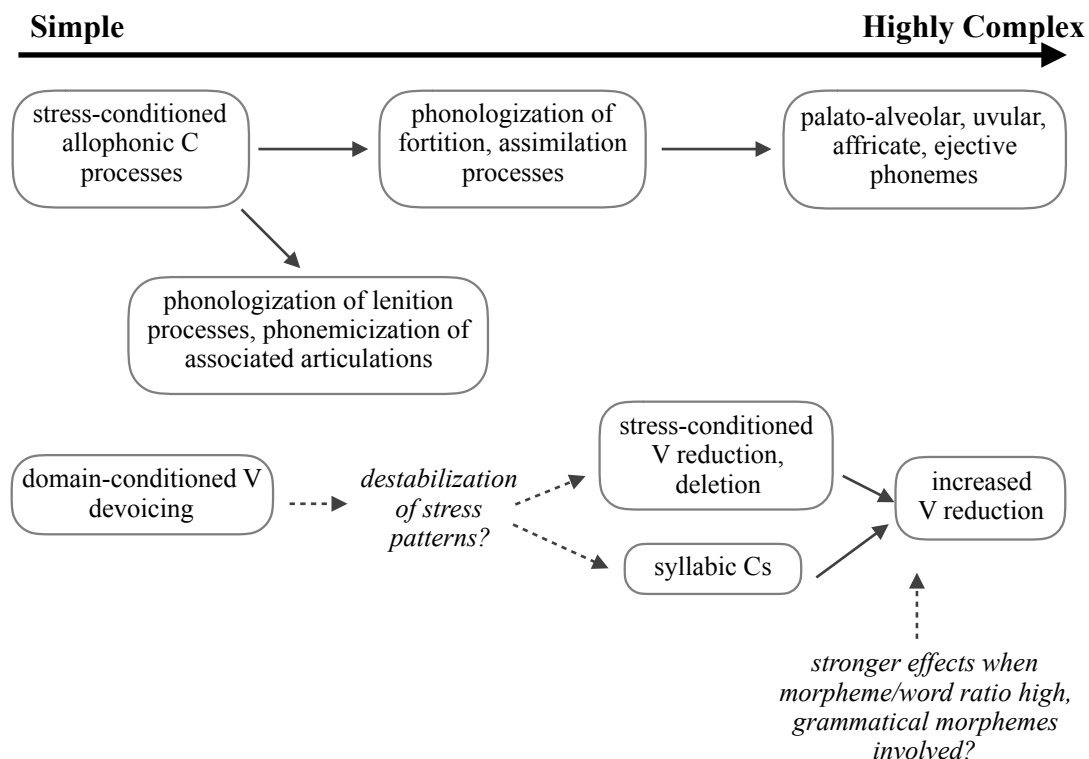 Simple
Highly Complex
stress-conditioned
allophonic C
processes
phonologization of
fortition, assimilation
processes
palato-alveolar, uvular,
affricate, ejective
phonemes
phonologization of lenition
processes, phonemicization of
associated articulations
domain-conditioned V
devoicing
destabilization
of stress
patterns?
stress-conditioned
V reduction,
deletion
syllabic Cs
increased
V reduction
stronger effects when
morpheme/word ratio high,
grammatical morphemes
involved?